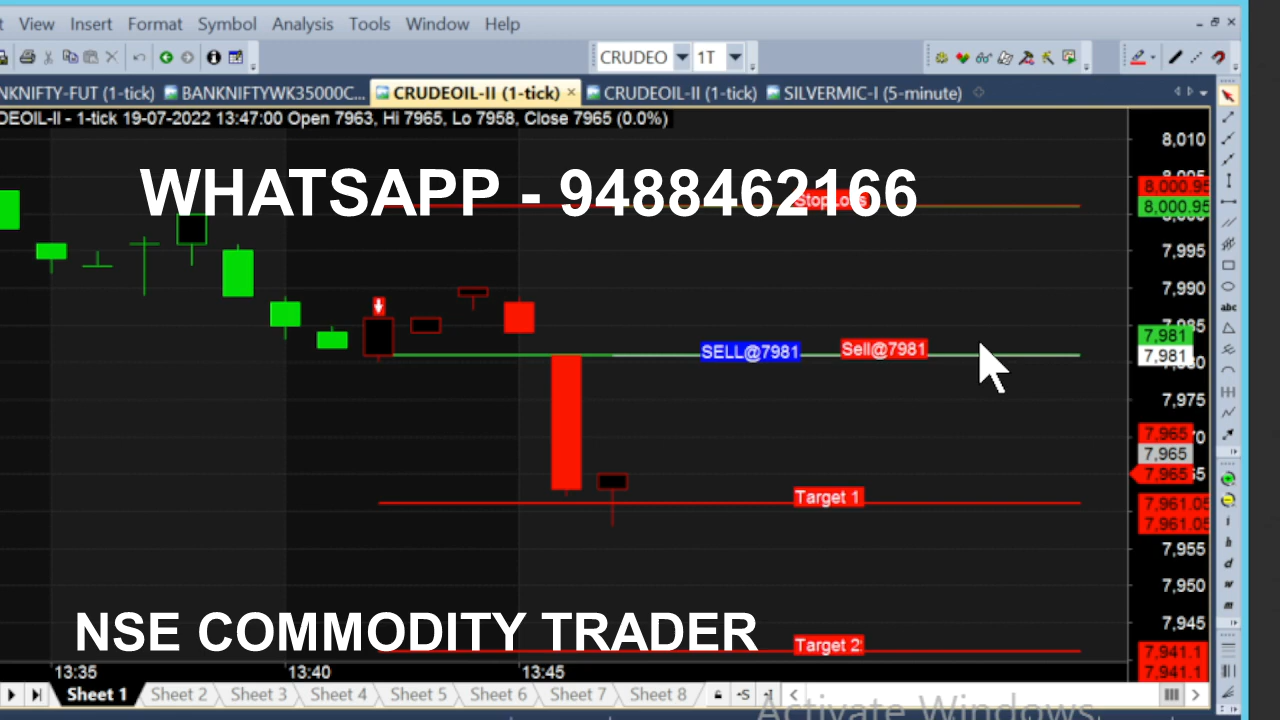 View Insert Format Symbol Analysis Tools Window Help
CRUDEO 1T
NKNIFTY-FUT (1-tick) BANKNIFTYWK35000C... CRUDEOIL-II (1-tick) × CRUDEOIL-II (1-tick) SILVERMIC-I (5-minute)
DEOIL-II - 1-tick 19-07-2022 13:47:00 Open 7963, Hi 7965, Lo 7958, Close 7965 (0.0%)
8,010
WHATSAPP - 9488462166
StopLoss
8,000.95
8,000.95
7,995
7,990
7,981
SELL@7981 Sell@7981
7,981
7,975
7,965
7,965
7,965
Target 1
7,961.05
7,961.05
7,955
7,950
7,945
NSE COMMODITY TRADER
Target 2
7,941.1
7,941.1
13:35 13:40 13:45
Sheet 1 Sheet 2 Sheet 3 Sheet 4 Sheet 5 Sheet 6 Sheet 7 Sheet 8
abc
i
h
d
w
m
Activate Windows